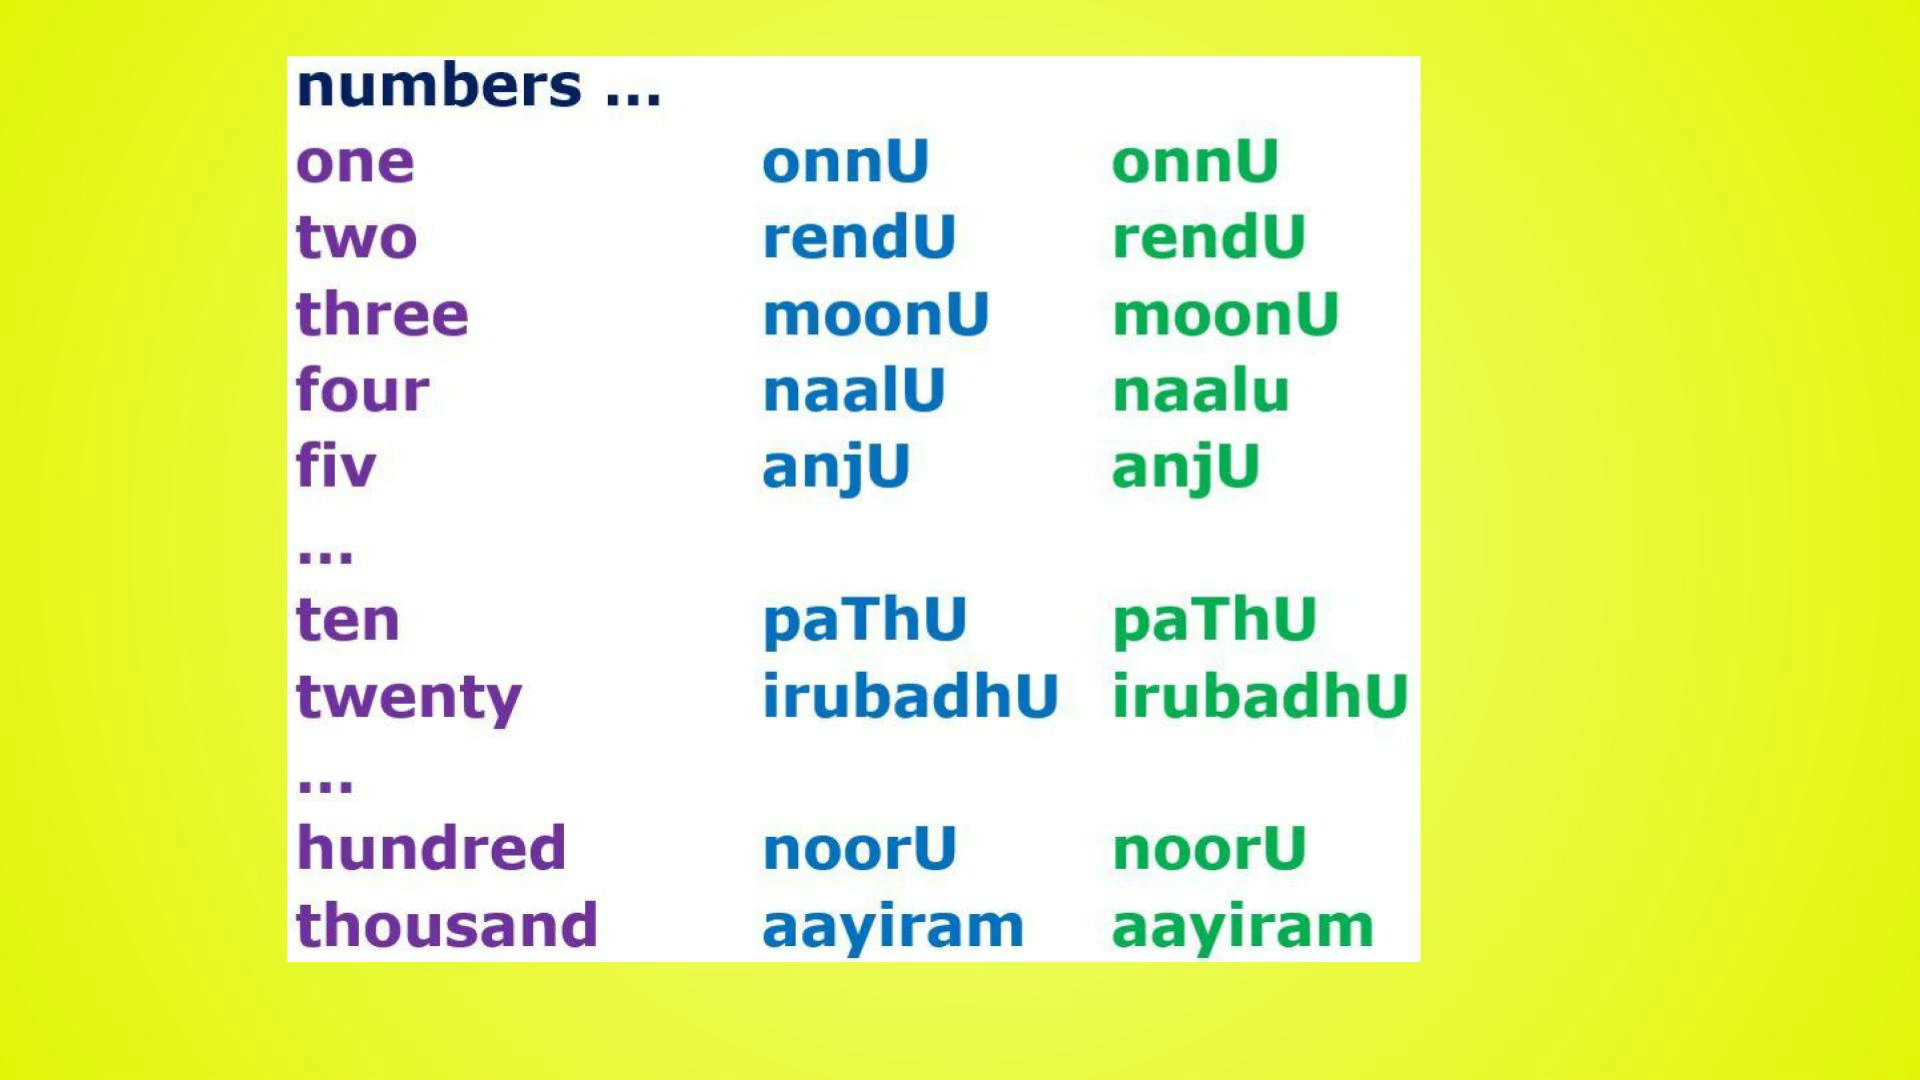 numbers ...
one onnU onnU
two rendU rendU
three moonU moonU
four naalU naalu
fiv anjU anjU
...
ten paThU paThU
twenty irubadhU irubadhU
...
hundred noorU noorU
thousand aayiram aayiram